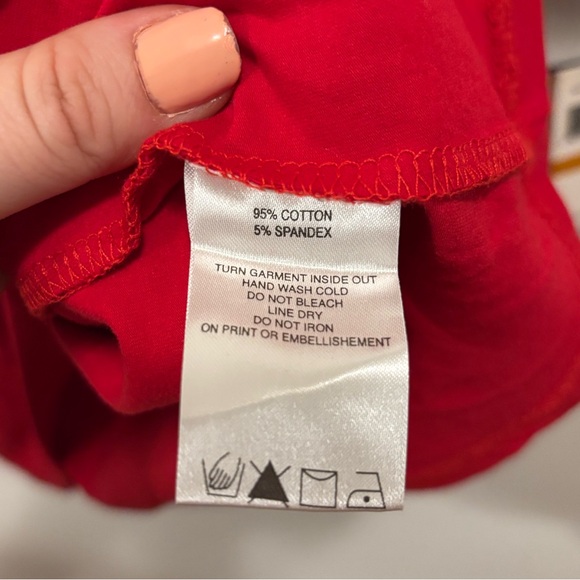 95% COTTON
5% SPANDEX
TURN GARMENT INSIDE OUT
HAND WASH COLD
DO NOT BLEACH
LINE DRY
DO NOT IRON
ON PRINT OR EMBELLISHEMENT